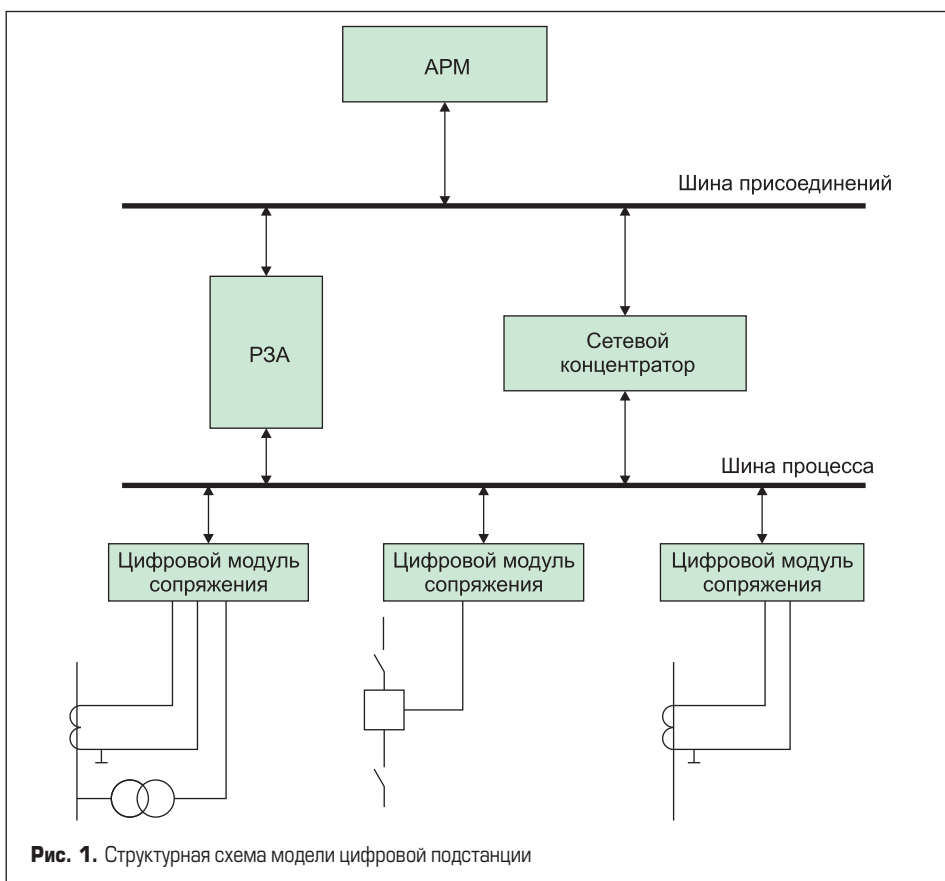 АРМ
Шина присоединений
РЗА
Сетевой
концентратор
Шина процесса
Цифровой модуль
сопряжения
Цифровой модуль
сопряжения
Цифровой модуль
сопряжения
Рис. 1. Структурная схема модели цифровой подстанции